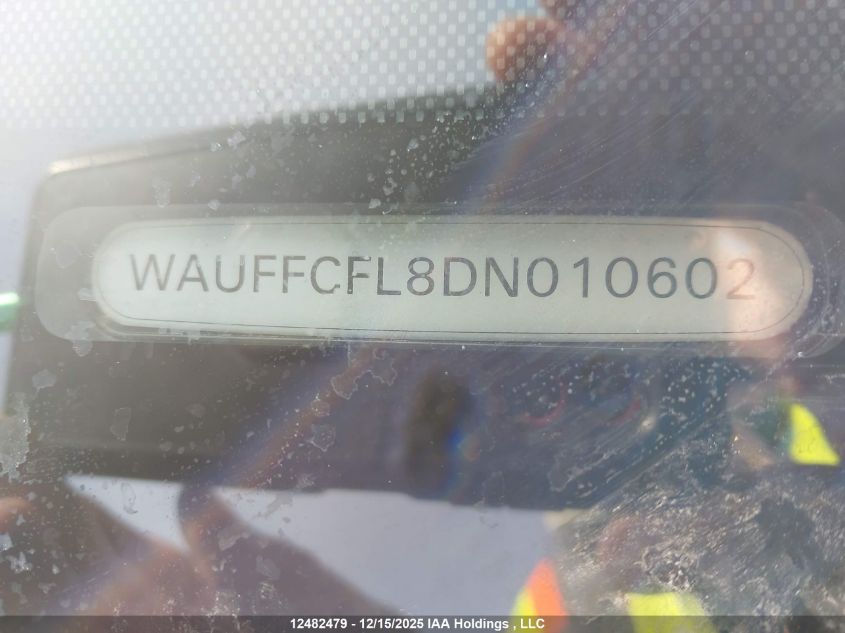 WAUFFCFL8DN010602
12482479 - 12/15/2025 IAA Holdings , LLC